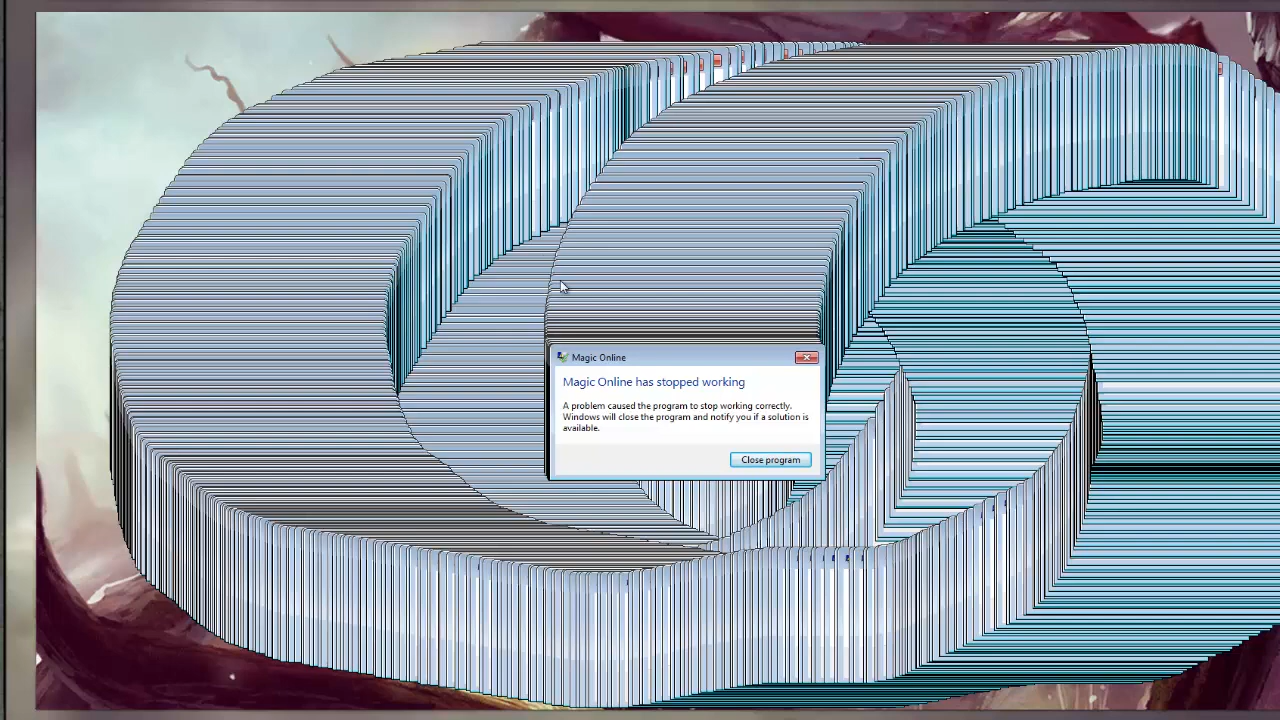 Magic Online
Magic Online has stopped working
A problem caused the program to stop working correctly.
Windows will close the program and notify you if a solution is
available.
Close program